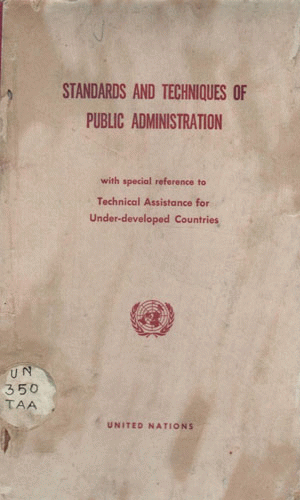 STANDARDS AND TECHNIQUES OF
PUBLIC ADMINISTRATION
with special reference to
Technical Assistance for
Under-developed Countries
UN
350
TAA
UNITED NATIONS